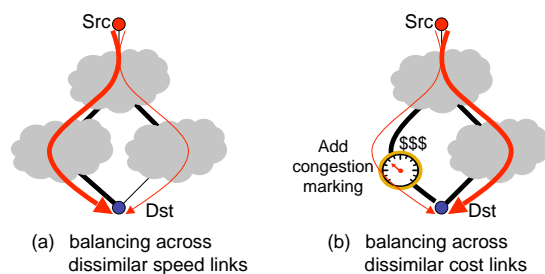 Src
Dst
(a) balancing across
dissimilar speed links
Src
$$$
Add
congestion
marking
Dst
(b) balancing across
dissimilar cost links